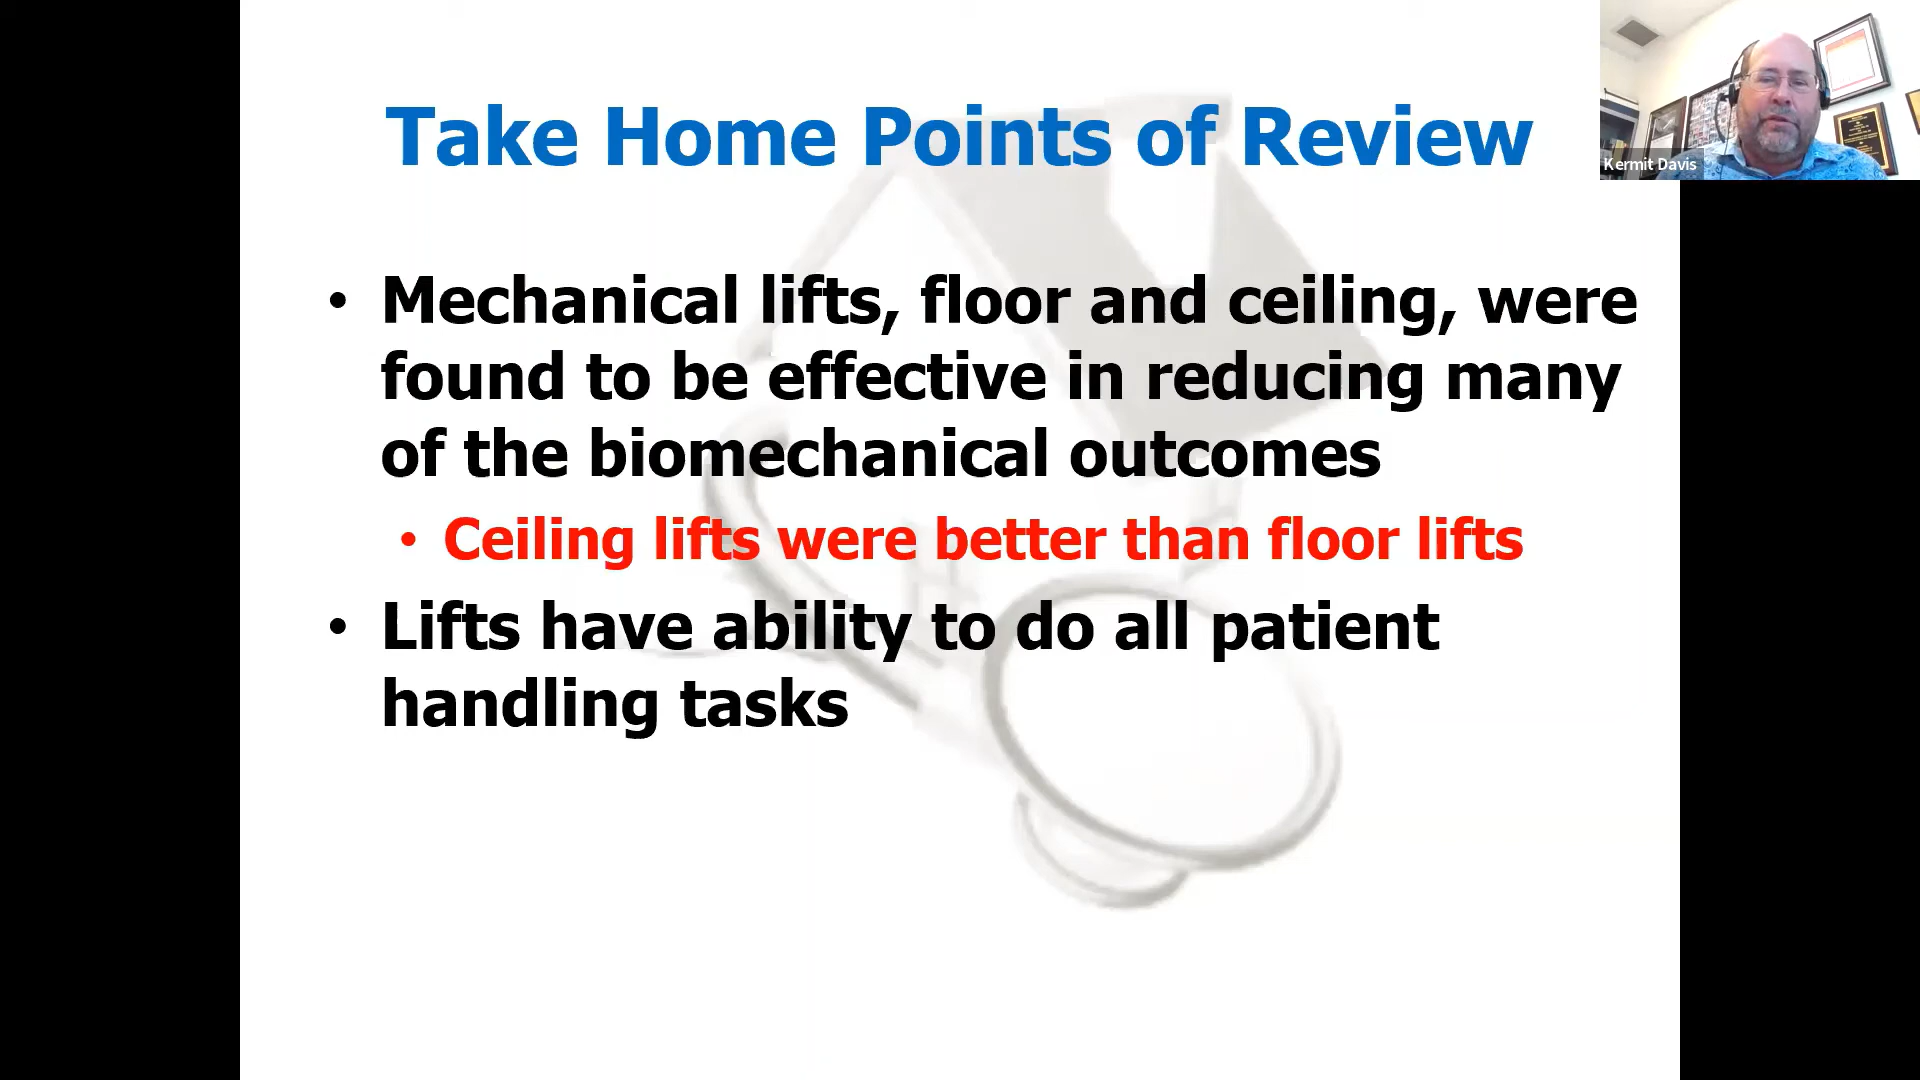 Take Home Points of Review
Kermit Davis
• Mechanical lifts, floor and ceiling, were
found to be effective in reducing many
of the biomechanical outcomes
• Ceiling lifts were better than floor lifts
• Lifts have ability to do all patient
handling tasks